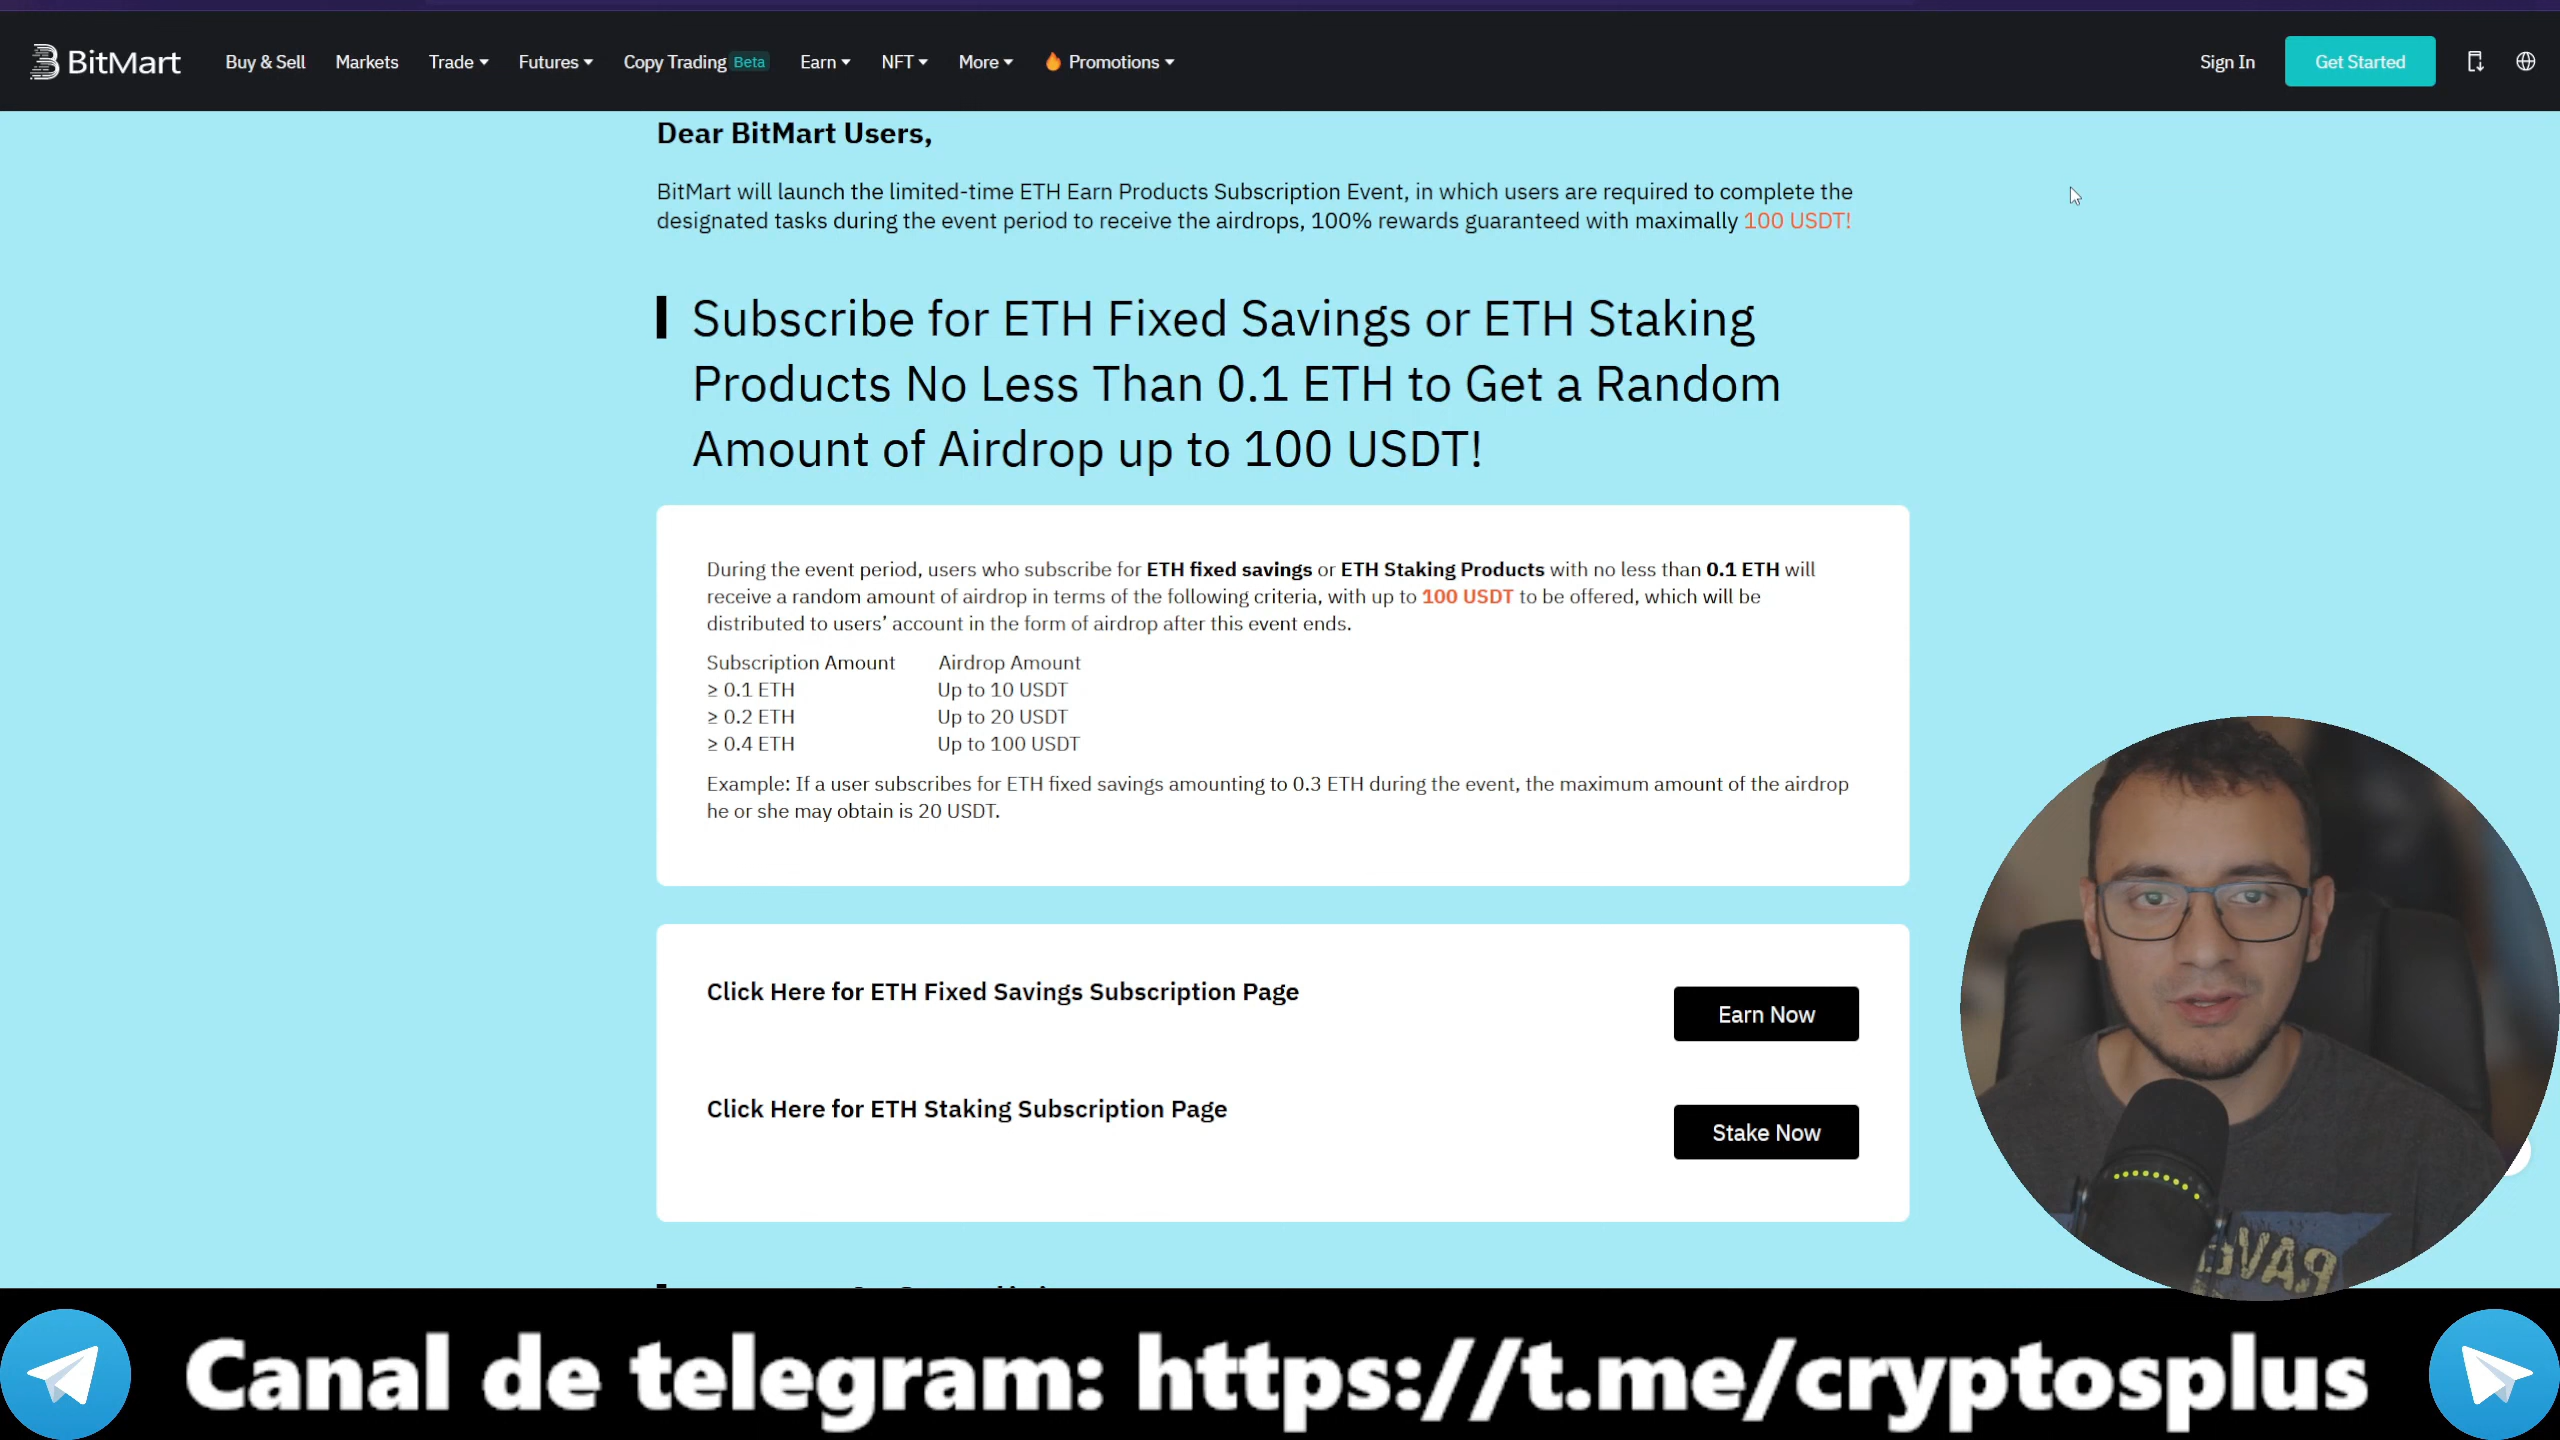 BitMart Buy & Sell Markets Trade Futures Copy Trading Beta Earn NFT More Promotions Sign In Get Started
Dear BitMart Users,
BitMart will launch the limited-time ETH Earn Products Subscription Event, in which users are required to complete the
designated tasks during the event period to receive the airdrops, 100% rewards guaranteed with maximally 100 USDT!
Subscribe for ETH Fixed Savings or ETH Staking
Products No Less Than 0.1 ETH to Get a Random
Amount of Airdrop up to 100 USDT!
During the event period, users who subscribe for ETH fixed savings or ETH Staking Products with no less than 0.1 ETH will
receive a random amount of airdrop in terms of the following criteria, with up to 100 USDT to be offered, which will be
distributed to users’ account in the form of airdrop after this event ends.
Subscription Amount Airdrop Amount
≥ 0.1 ETH Up to 10 USDT
≥ 0.2 ETH Up to 20 USDT
≥ 0.4 ETH Up to 100 USDT
Example: If a user subscribes for ETH fixed savings amounting to 0.3 ETH during the event, the maximum amount of the airdrop
he or she may obtain is 20 USDT.
Click Here for ETH Fixed Savings Subscription Page
Earn Now
Click Here for ETH Staking Subscription Page
Stake Now
Canal de telegram: https://t.me/cryptosplus